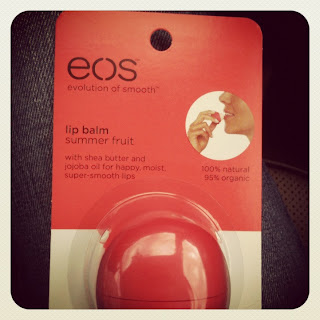 eos
evolution of smooth™
lip balm
summer fruit
with shea butter and
jojoba oil for happy, moist,
super-smooth lips
100% natural
95% organic